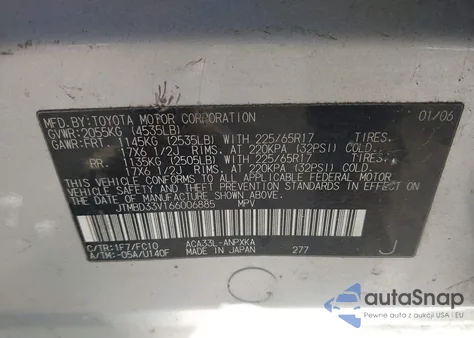 MFD.BY:TOYOTA MOTOR CORPORATION 01/06
GVWR:2055KG (4535LB)
GAWR:FRT. 1145KG (2535LB) WITH 225/65R17 TIRES.
17X6 1/2J RIMS. AT 220KPA (32PSI) COLD.
RR. 1135KG (2505LB) WITH 225/65R17 TIRES.
17X6 1/2J RIMS. AT 220KPA (32PSI) COLD.
THIS VEHICLE CONFORMS TO ALL APPLICABLE FEDERAL MOTOR
VEHICLE SAFETY AND BUMPER STANDARDS IN EFFECT ON
THE DATE OF MANUFACTURE SHOWN ABOVE.
JTMBD33V166006885 MPV
C/TR:1F7/FC10 ACA33L-ANPXKA
A/TM:-05A/U140F MADE IN JAPAN 277 J
autoSnap
Pewne auto z aukcji USA i EU